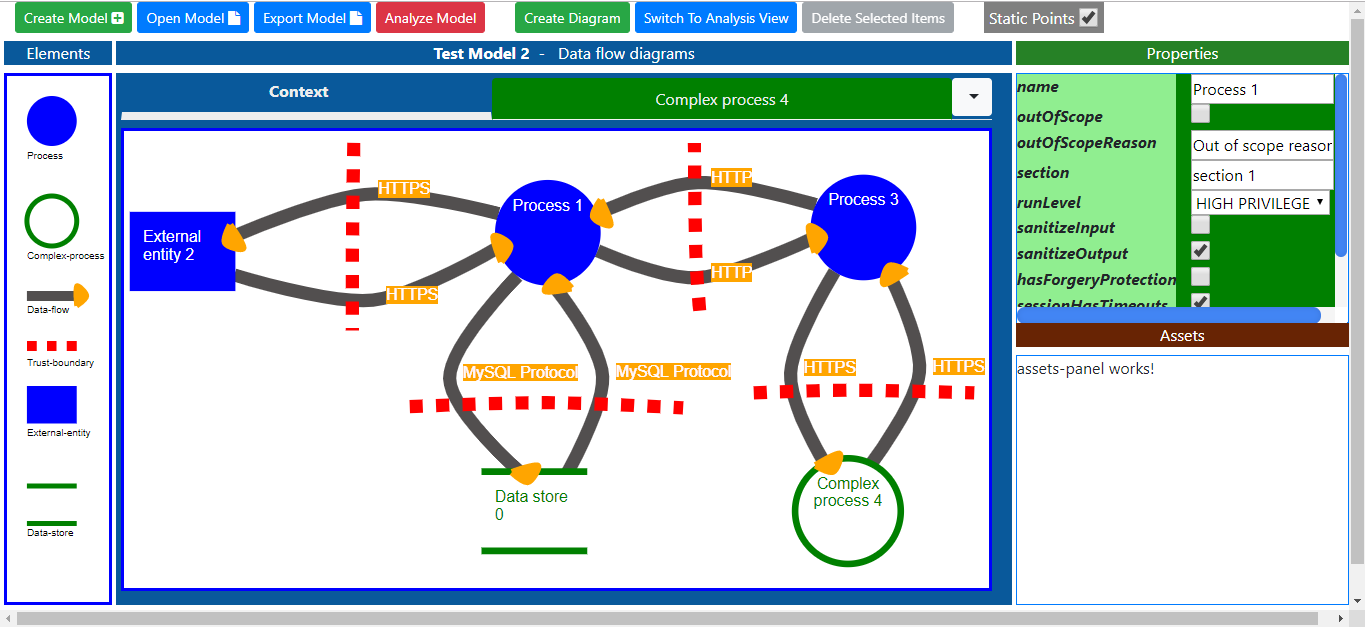 Create Model
Open Model
Export Model
Analyze Model
Create Diagram
Switch To Analysis View
Delete Selected Items
Static Points
Elements
Test Model 2 - Data flow diagrams
Properties
Process
Complex-process
Data-flow
Trust-boundary
External-entity
Data-store
Context
Complex process 4
HTTPS
HTTP
External
entity 2
Process 1
Process 3
HTTPS
HTTP
MySQL Protocol
MySQL Protocol
HTTPS
HTTPS
Data store
0
Complex
process 4
name
Process 1
outOfScope
outOfScopeReason
Out of scope reason
section
section 1
runLevel
HIGH PRIVILEGE
sanitizeInput
sanitizeOutput
hasForgeryProtection
sessionHasTimeouts
Assets
assets-panel works!